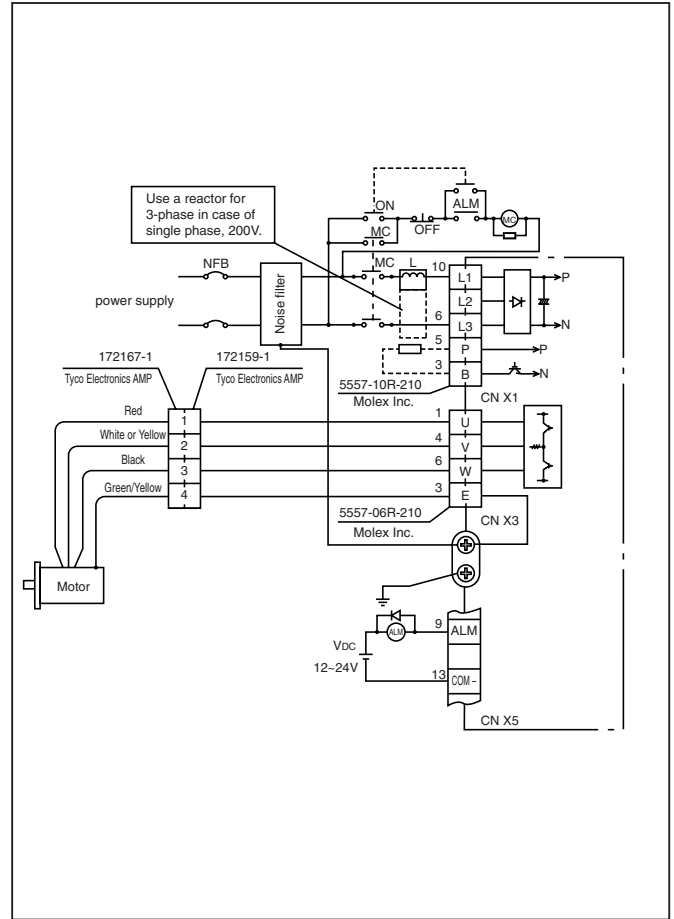 Use a reactor for
3-phase in case of
single phase, 200V.
ON
ALM
OFF
MC
MC
NFB
MC
L
10
L1
P
power supply
Noise filter
L2
6
L3
N
5
P
P
3
B
N
172167-1
172159-1
Tyco Electronics AMP
Tyco Electronics AMP
5557-10R-210
Molex Inc.
CN X1
Red
1
1
U
White or Yellow
2
4
V
Black
3
6
W
Green/Yellow
4
3
E
5557-06R-210
Molex Inc.
CN X3
Motor
ALM
9
ALM
VDC
12~24V
13
COM –
CN X5